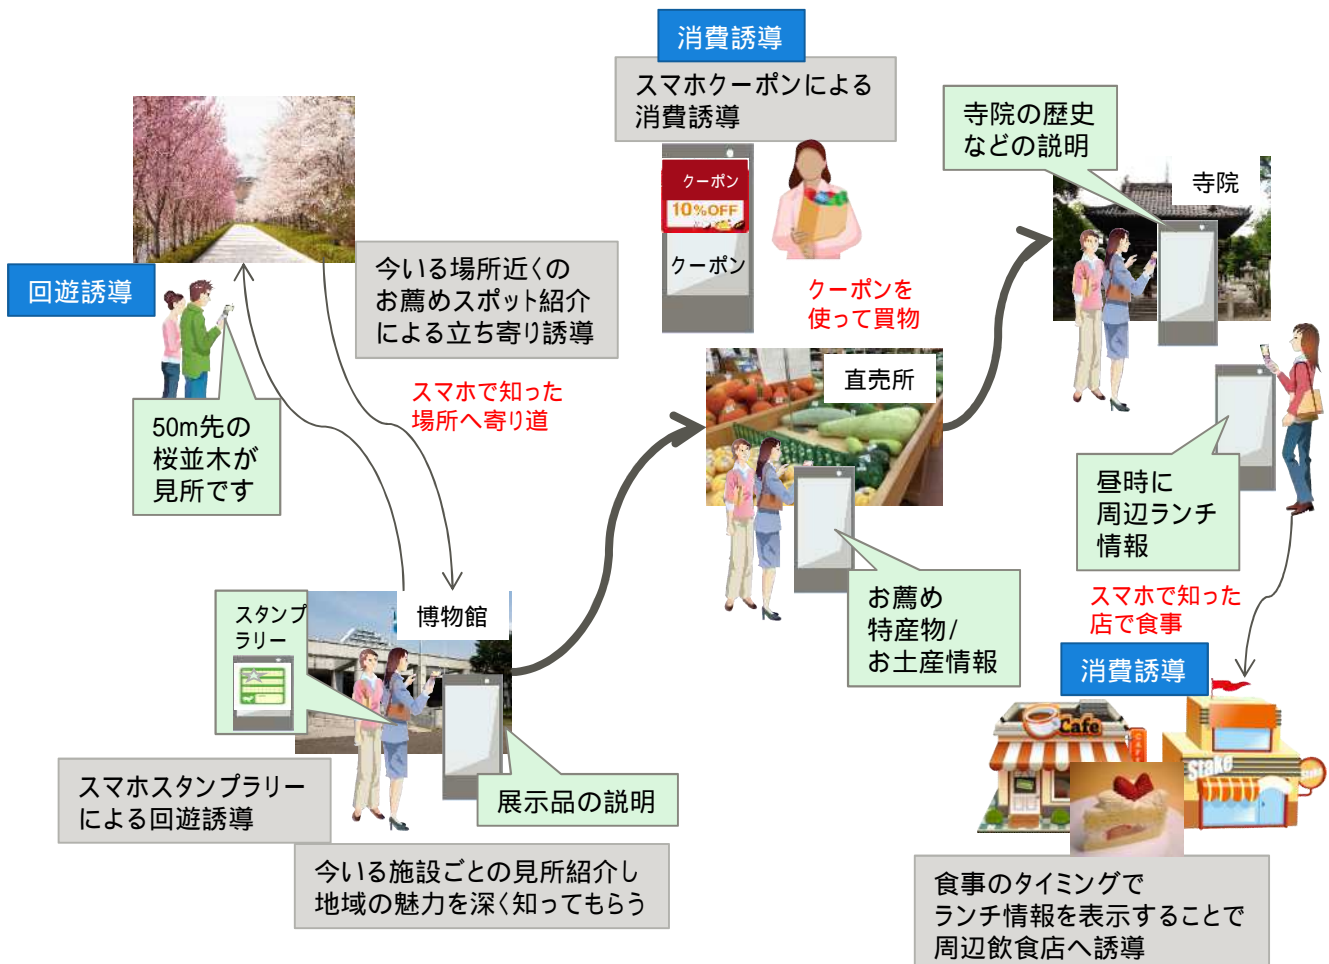 消費誘導
スマホクーポンによる
消費誘導
クーポン
10%OFF
クーポン
クーポンを
使って買物
寺院の歴史
などの説明
寺院
回遊誘導
今いる場所近くの
お薦めスポット紹介
による立ち寄り誘導
スマホで知った
場所へ寄り道
50m先の
桜並木が
見所です
直売所
お薦め
特産物/
お土産情報
昼時に
周辺ランチ
情報
スマホで知った
店で食事
消費誘導
Cafe
CAF
Stake
Stake
スタンプ
ラリー
博物館
展示品の説明
スマホスタンプラリー
による回遊誘導
今いる施設ごとの見所紹介し
地域の魅力を深く知ってもらう
食事のタイミングで
ランチ情報を表示することで
周辺飲食店へ誘導